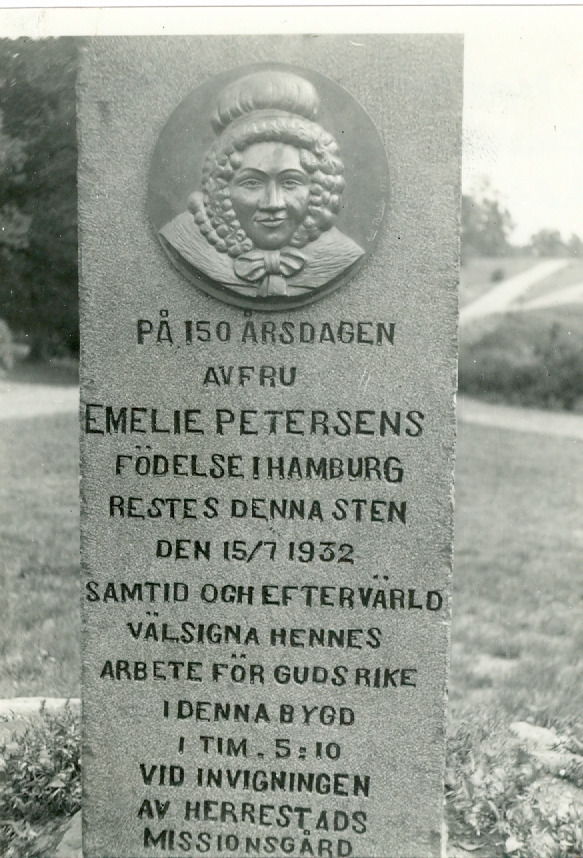 PÅ 150 ÅRSDAGEN
AV FRU
EMELIE PETERSENS
FÖDELSE I HAMBURG
RESTES DENNA STEN
DEN 15/7 1932
SAMTID OCH EFTERVÄRLD
VÄLSIGNA HENNES
ARBETE FÖR GUDS RIKE
I DENNA BYGD
I TIM. 5:10
VID INVIGNINGEN
AV HERRESTADS
MISSIONSGÅRD